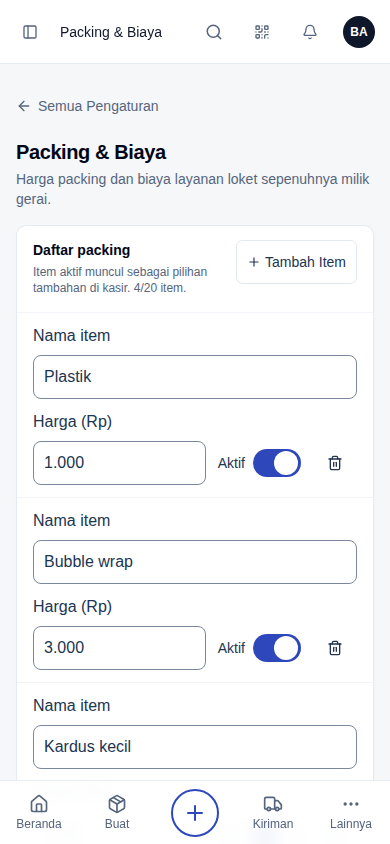 Packing & Biaya
BA
Semua Pengaturan
Packing & Biaya
Harga packing dan biaya layanan loket sepenuhnya milik
gerai.
Daftar packing
Item aktif muncul sebagai pilihan
tambahan di kasir. 4/20 item.
Tambah Item
Nama item
Plastik
Harga (Rp)
1.000
Aktif
Nama item
Bubble wrap
Harga (Rp)
3.000
Aktif
Nama item
Kardus kecil
Beranda
Buat
Kiriman
Lainnya